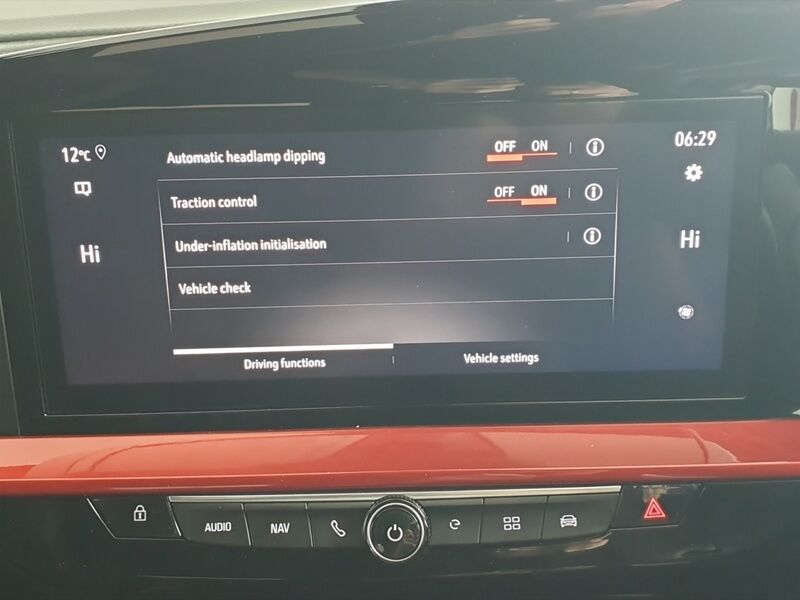 12°C
06:29
Automatic headlamp dipping OFF ON
Traction control OFF ON
Hi
Under-inflation initialisation
Hi
Vehicle check
Driving functions
Vehicle settings
AUDIO
NAV